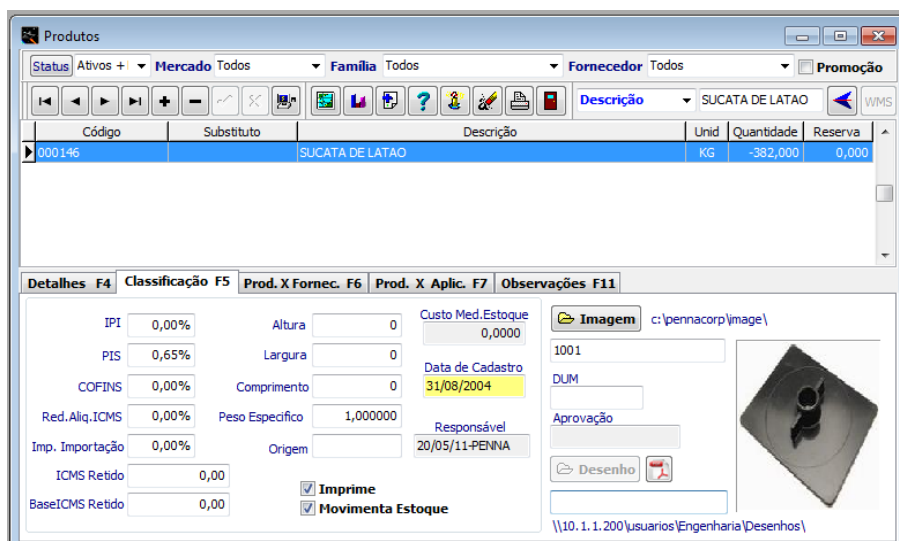 Produtos
Status Ativos + Mercado Todos Família Todos Fornecedor Todos Promoção
Descrição SUCATA DE LATAO WMS
Código Substituto Descrição Unid Quantidade Reserva
000146 SUCATA DE LATAO KG -382,000 0,000
Detalhes F4 Classificação F5 Prod. X Fornec. F6 Prod. X Aplic. F7 Observações F11
IPI 0,00% Altura 0 Custo Med.Estoque Imagem c:\pennacorp\image\
0,0000
PIS 0,65% Largura 0 1001
Data de Cadastro
COFINS 0,00% Comprimento 0 31/08/2004 DUM
Red.Aliq.ICMS 0,00% Peso Especifico 1,000000 Responsável Aprovação
Imp. Importação 0,00% Origem 20/05/11-PENNA
ICMS Retido 0,00 Desenho
Imprime
BaseICMS Retido 0,00 Movimenta Estoque
\\10.1.1.200\usuarios\Engenharia\Desenhos\